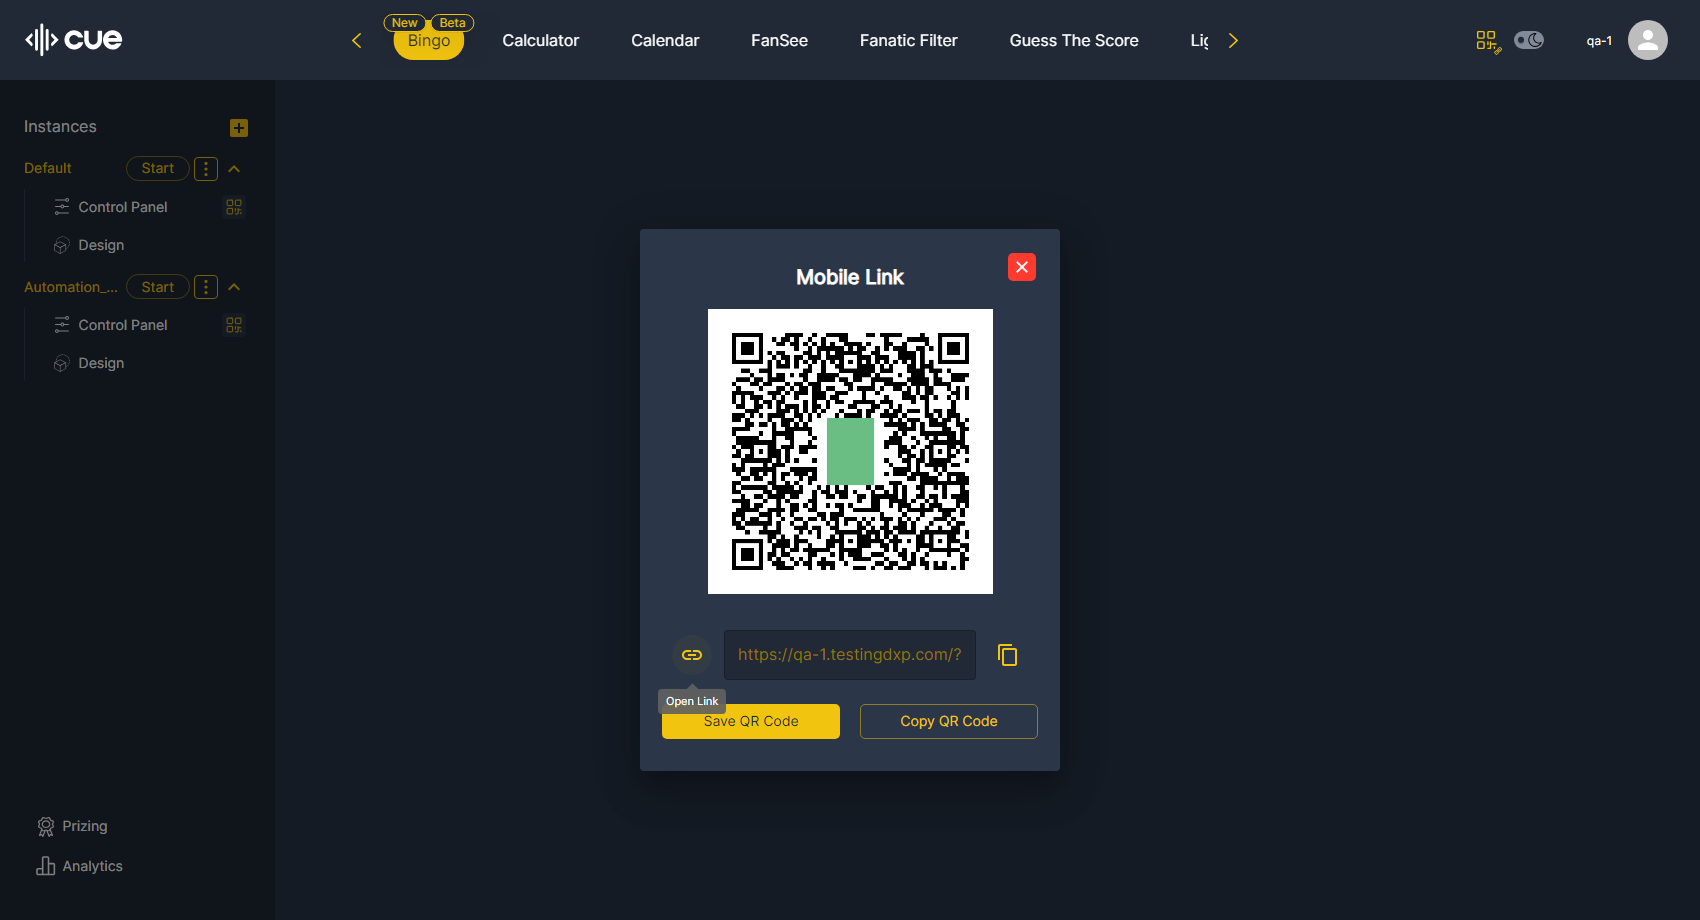 cue
New Beta
Bingo Calculator Calendar FanSee Fanatic Filter Guess The Score
qa-1
Instances
Default Start
Control Panel
Design
Automation_... Start
Control Panel
Design
Prizing
Analytics
Mobile Link
https://qa-1.testingdxp.com/?
Open Link
Save QR Code Copy QR Code